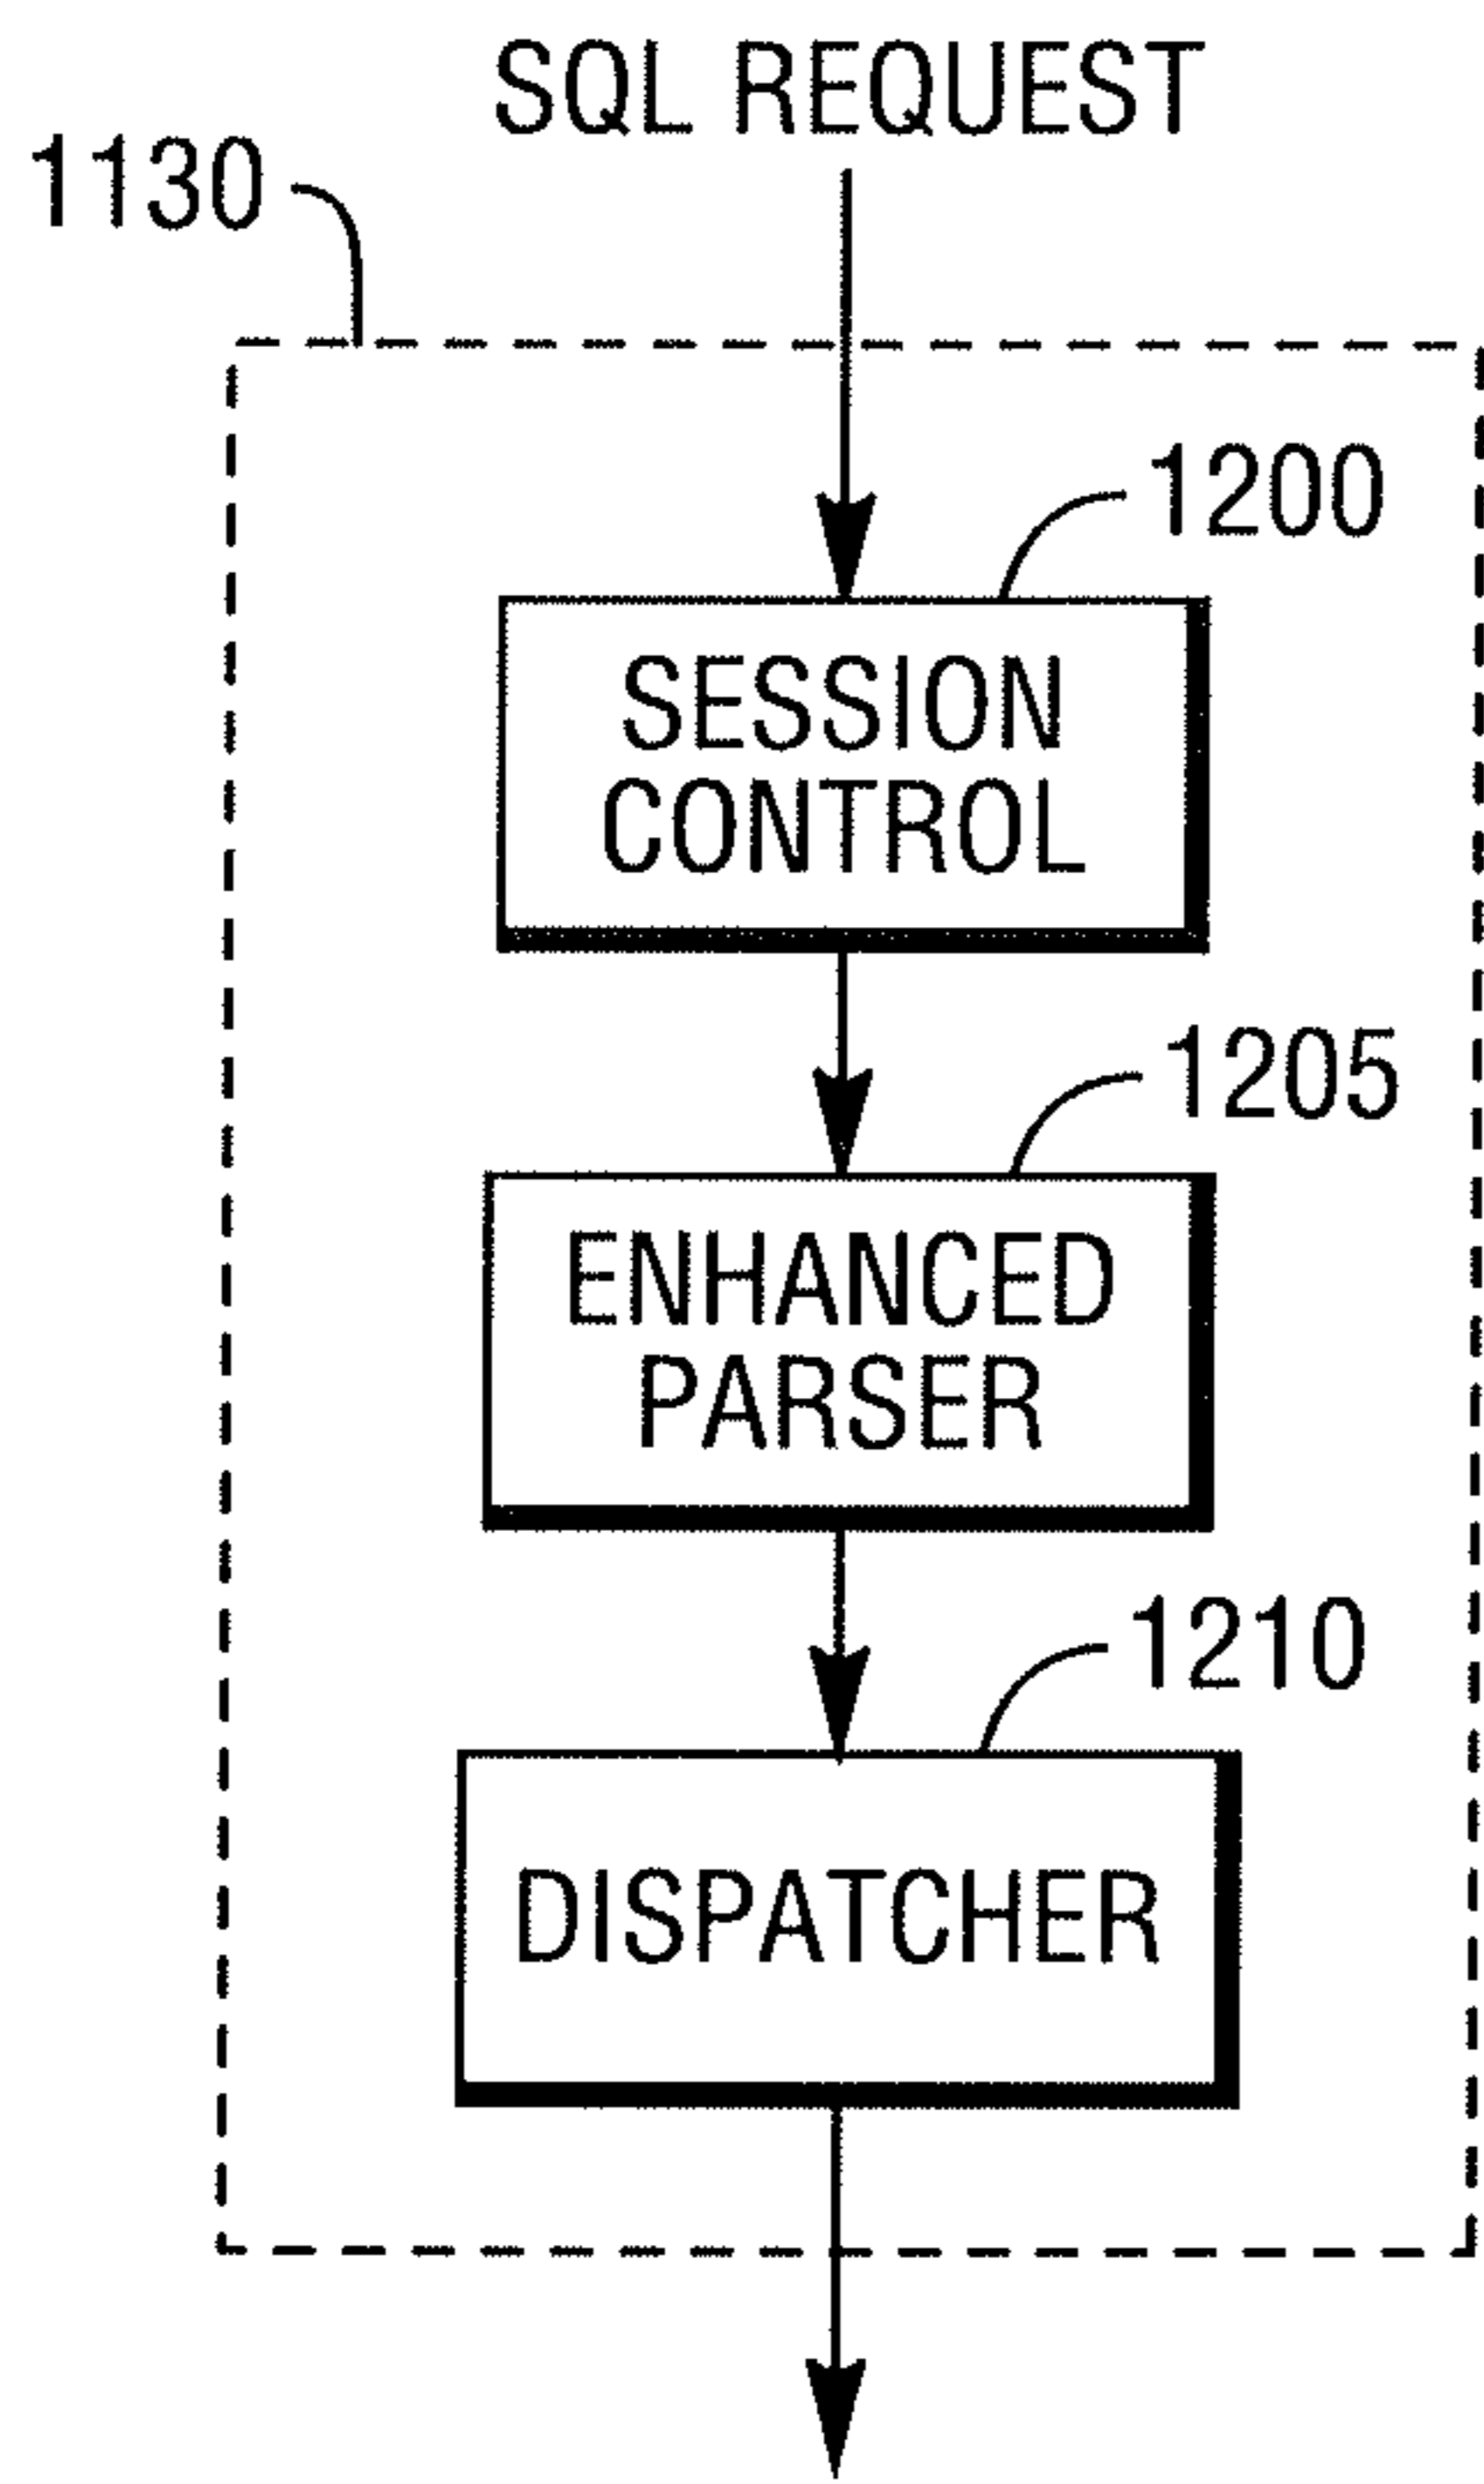 SQL REQUEST
1130
1200
SESSION
CONTROL
1205
ENHANCED
PARSER
1210
DISPATCHER